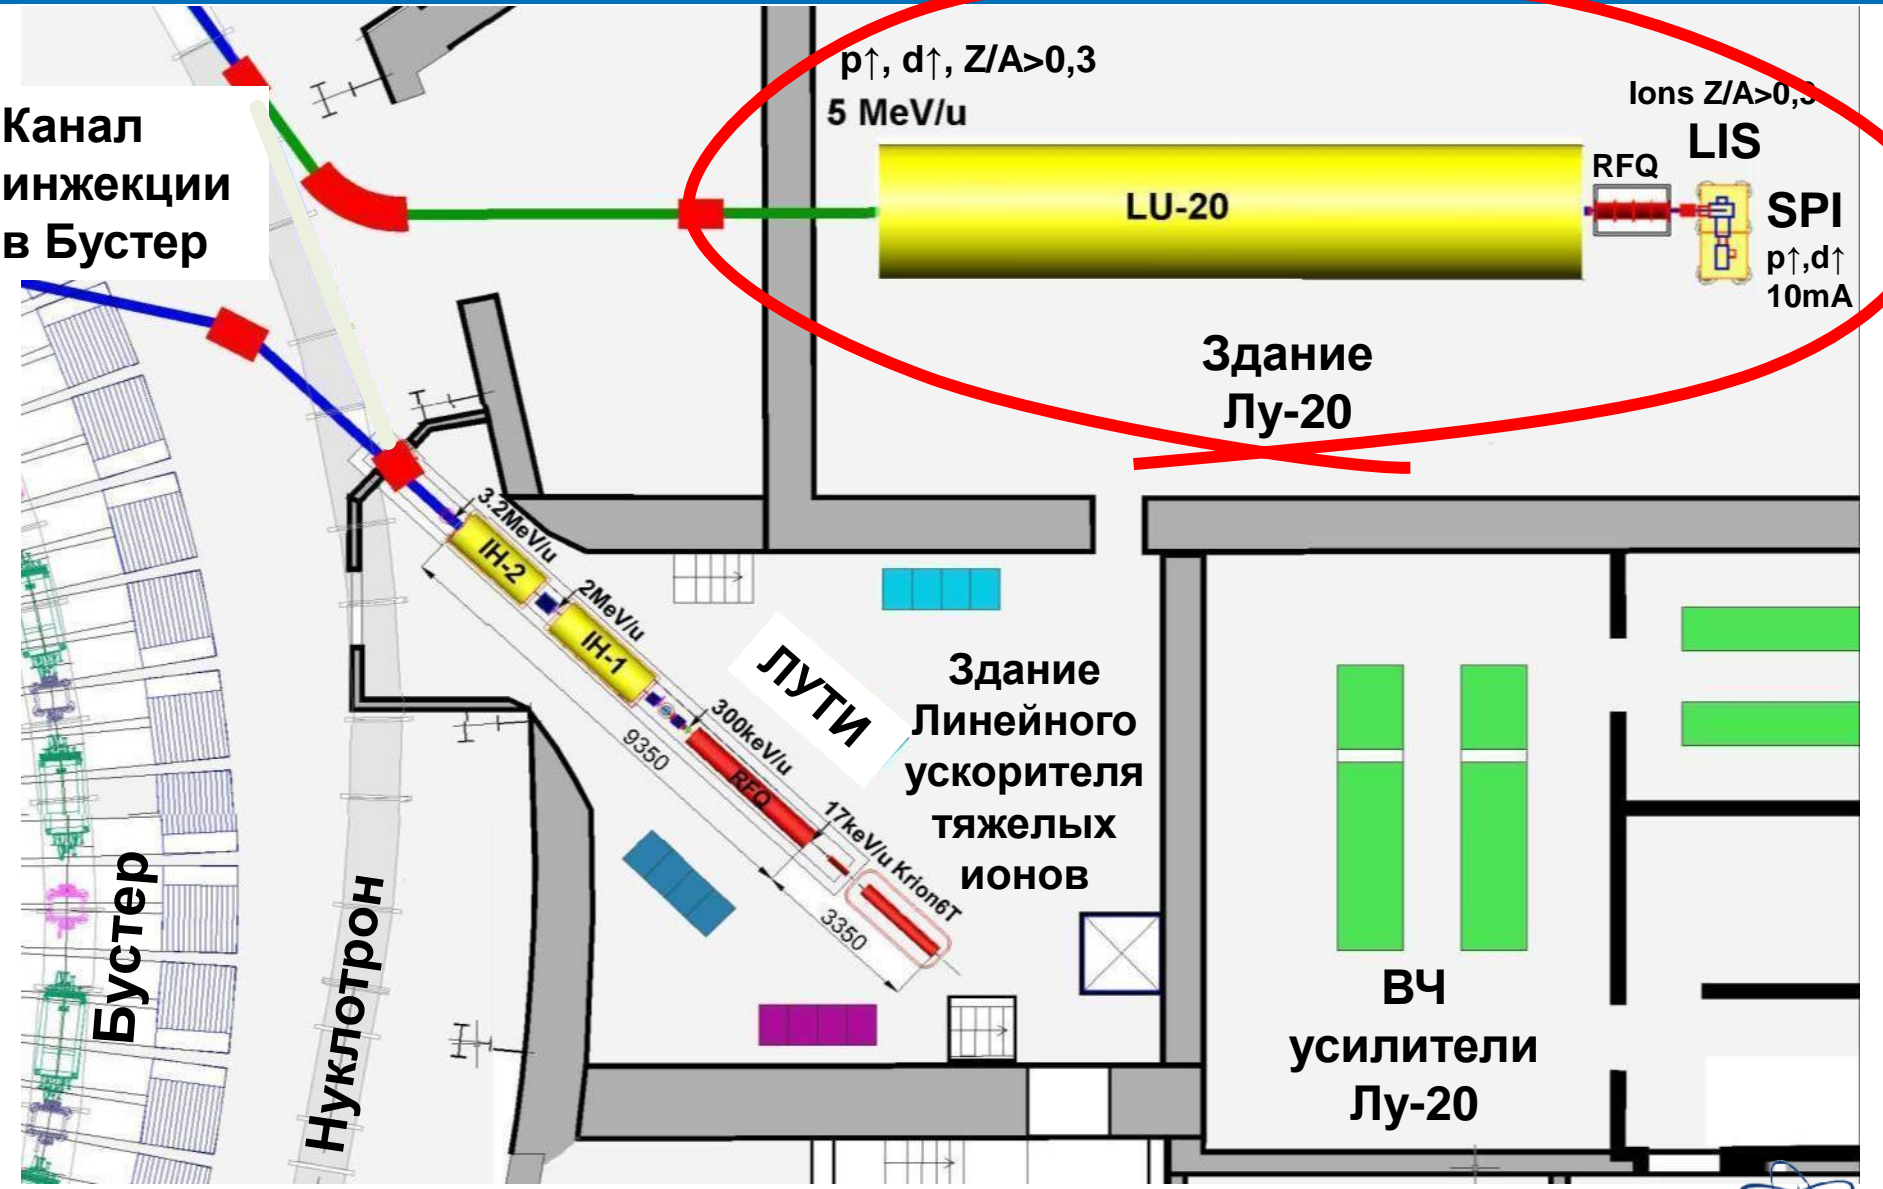 p↑, d↑, Z/A>0,3
5 MeV/u
Ions Z/A>0,3
LIS
RFQ
SPI
p↑,d↑
10mA
LU-20
Канал
инжекции
в Бустер
Здание
Лу-20
3.2MeV/u
IH-2
2MeV/u
IH-1
300keV/u
RFQ
9350
17keV/u Krion6T
3350
ЛУТИ
Здание
Линейного
ускорителя
тяжелых
ионов
Бустер
Нуклотрон
ВЧ
усилители
Лу-20